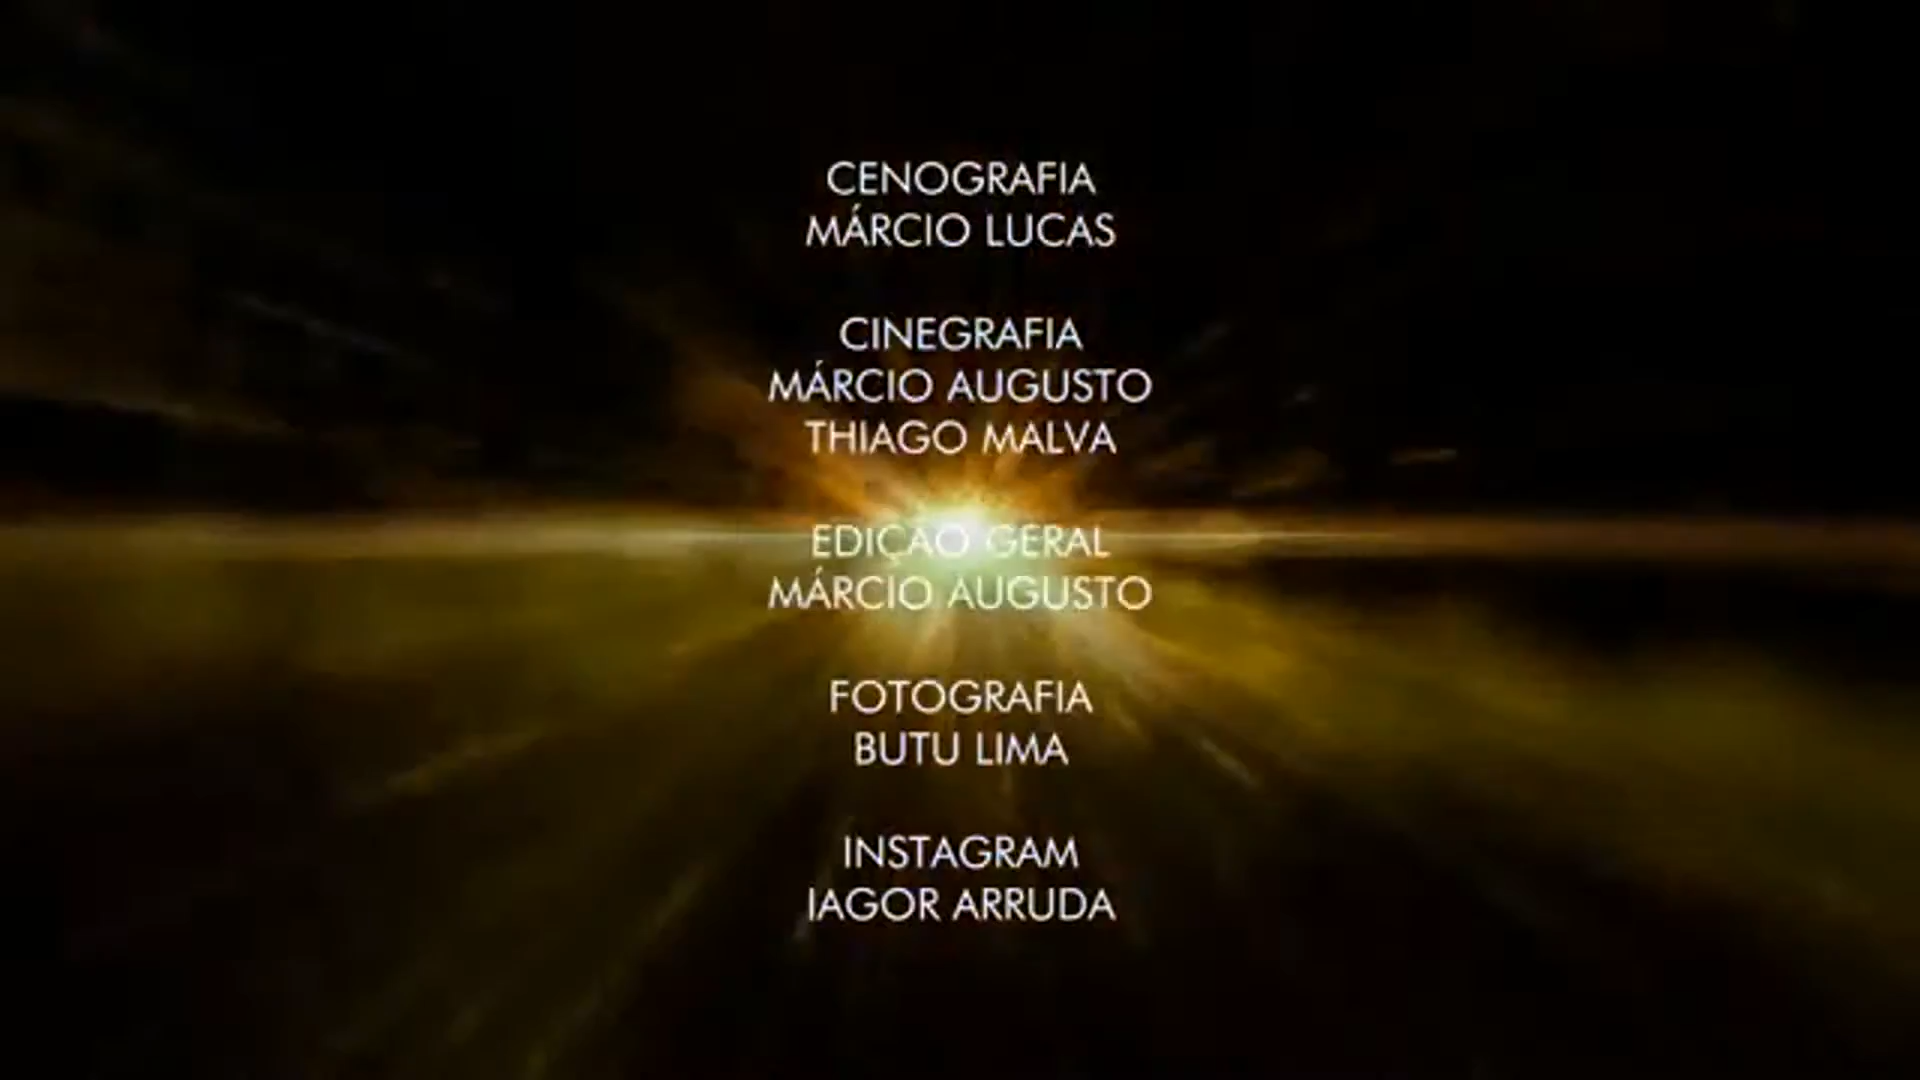 CENOGRAFIA
MÁRCIO LUCAS
CINEGRAFIA
MÁRCIO AUGUSTO
THIAGO MALVA
EDIÇÃO GERAL
MÁRCIO AUGUSTO
FOTOGRAFIA
BUTU LIMA
INSTAGRAM
IAGOR ARRUDA